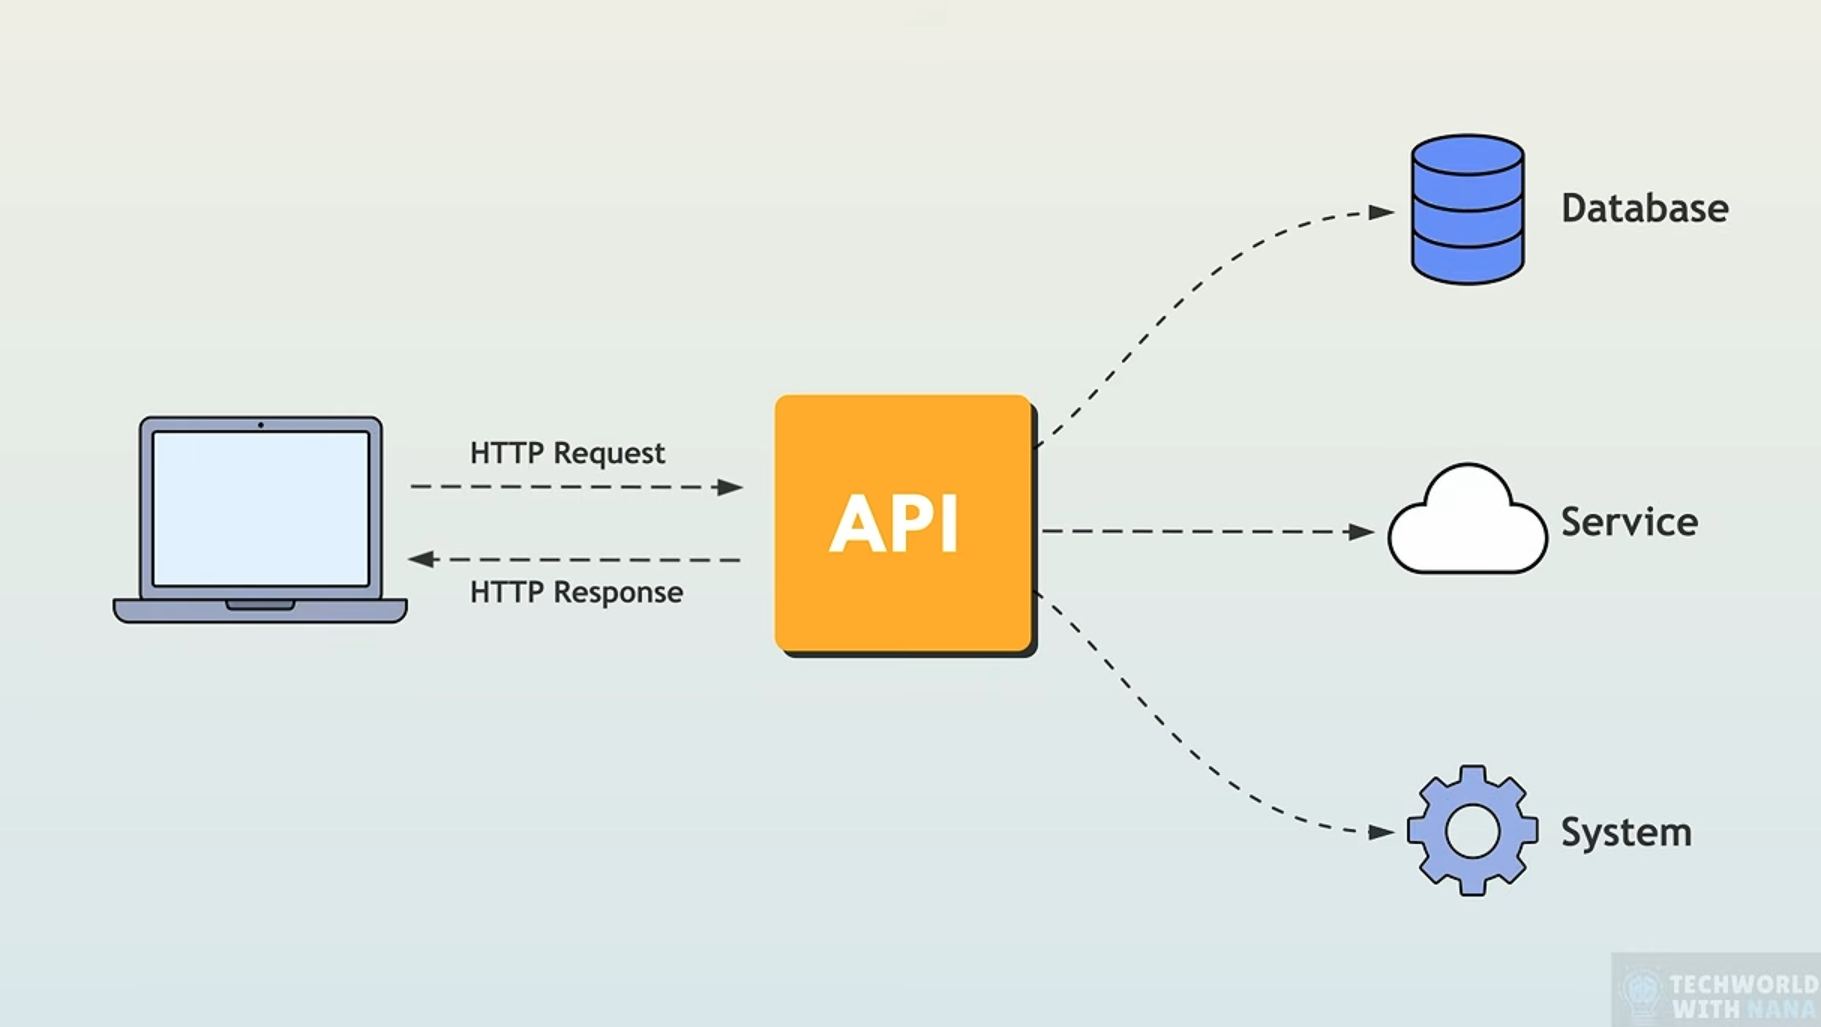 Database
HTTP Request
API
Service
HTTP Response
System
TECHWORLD
WITH NANA